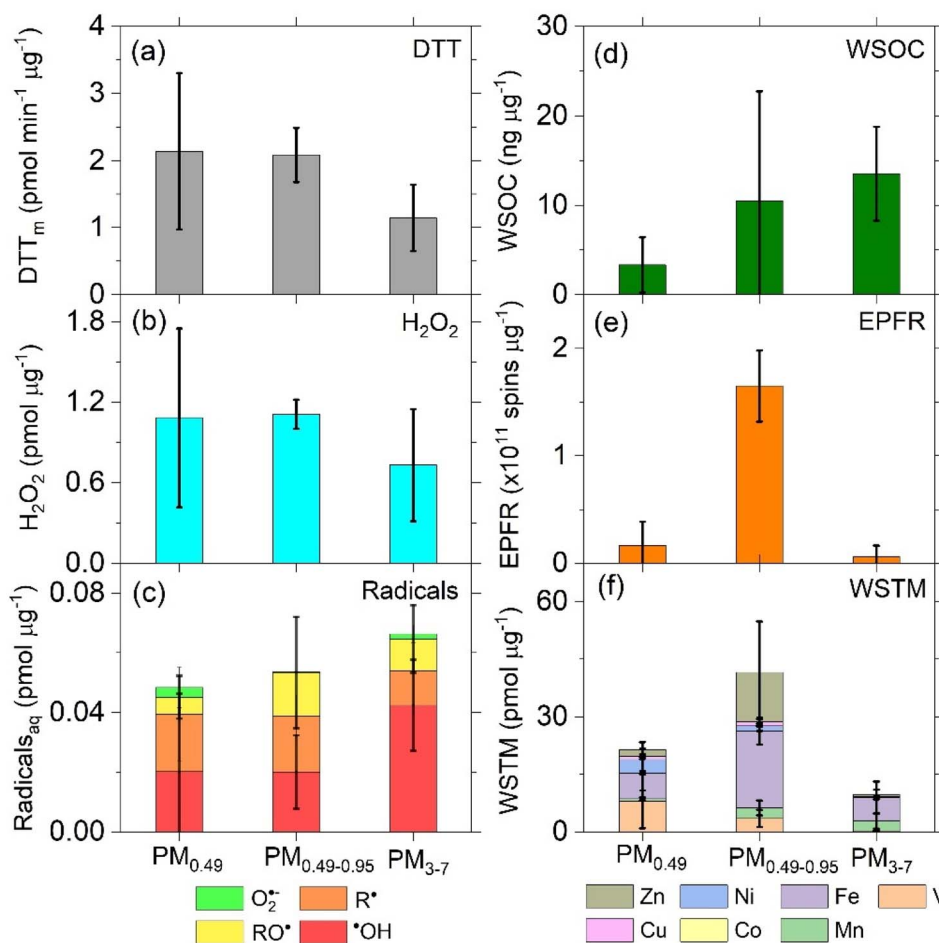 (a) DTT
DTTm (pmol min⁻¹ μg⁻¹)
4
3
2
1
0
(b) H₂O₂
H₂O₂ (pmol μg⁻¹)
1.8
1.2
0.6
0.0
(c) Radicals
Radicals_aq (pmol μg⁻¹)
0.08
0.04
0.00
PM₀.₄₉ PM₀.₄₉₋₀.₉₅ PM₃₋₇
O₂•⁻ R•
RO• •OH
(d) WSOC
WSOC (ng μg⁻¹)
30
20
10
0
(e) EPFR
EPFR (x10¹¹ spins μg⁻¹)
2
1
0
(f) WSTM
WSTM (pmol μg⁻¹)
60
30
0
PM₀.₄₉ PM₀.₄₉₋₀.₉₅ PM₃₋₇
Zn Ni Fe V
Cu Co Mn